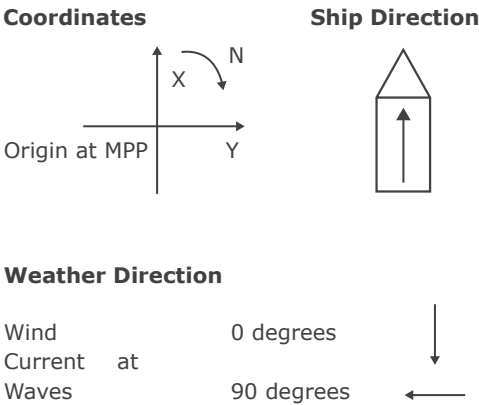 Coordinates Ship Direction
N
X
Origin at MPP Y
Weather Direction
Wind 0 degrees
Current at
Waves 90 degrees